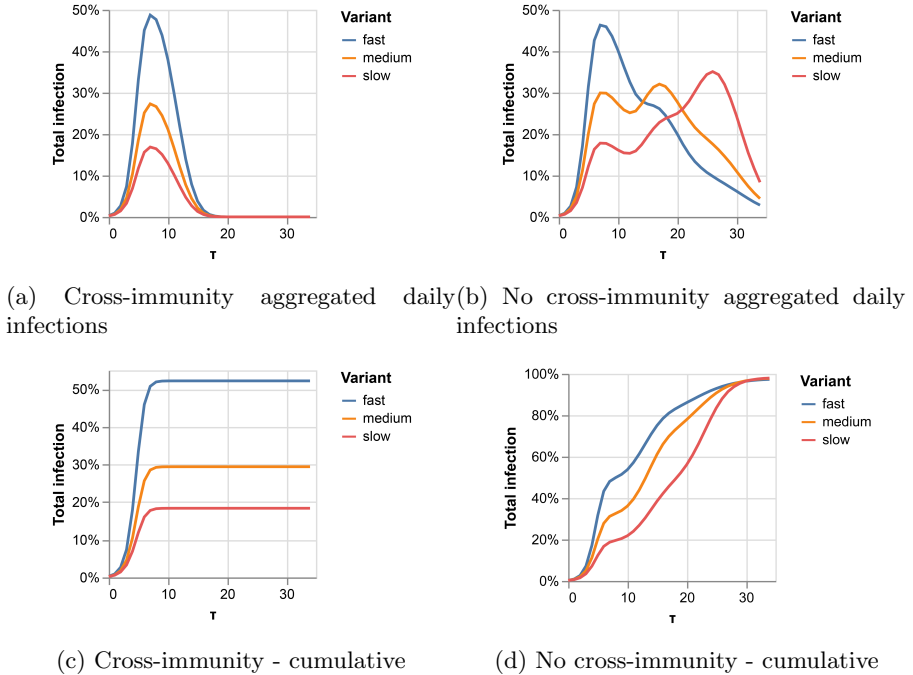 50%
40%
30%
20%
10%
0%
Total infection
0 10 20 30
τ
Variant
fast
medium
slow
50%
40%
30%
20%
10%
0%
Total infection
0 10 20 30
τ
Variant
fast
medium
slow
(a) Cross-immunity aggregated daily
infections
(b) No cross-immunity aggregated daily
infections
50%
40%
30%
20%
10%
0%
Total infection
0 10 20 30
τ
Variant
fast
medium
slow
100%
80%
60%
40%
20%
0%
Total infection
0 10 20 30
τ
Variant
fast
medium
slow
(c) Cross-immunity - cumulative
(d) No cross-immunity - cumulative